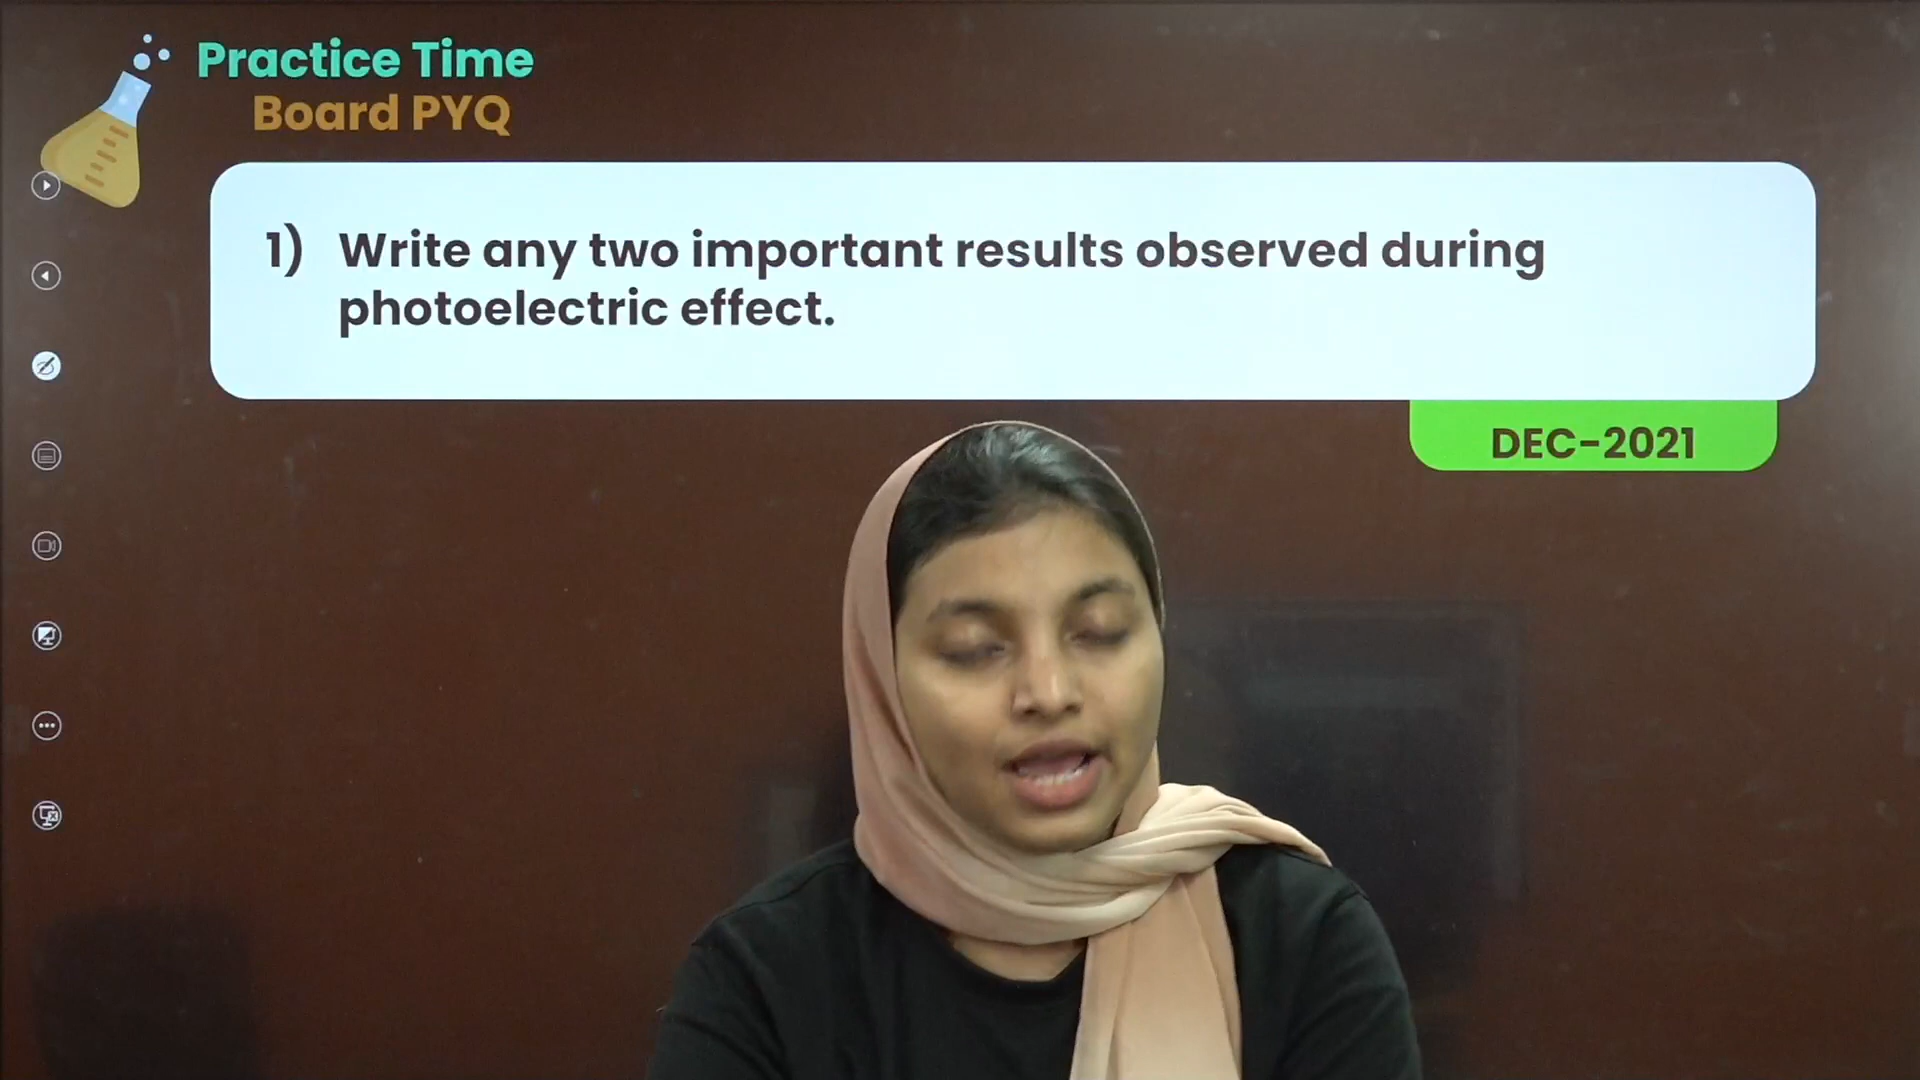 Practice Time
Board PYQ
1) Write any two important results observed during
photoelectric effect.
DEC-2021